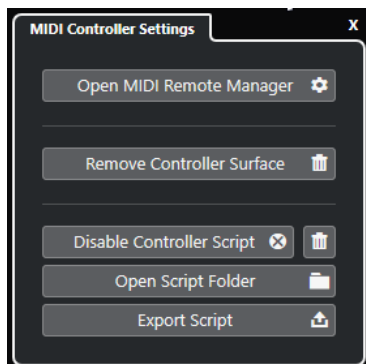 MIDI Controller Settings
X
Open MIDI Remote Manager
Remove Controller Surface
Disable Controller Script
Open Script Folder
Export Script